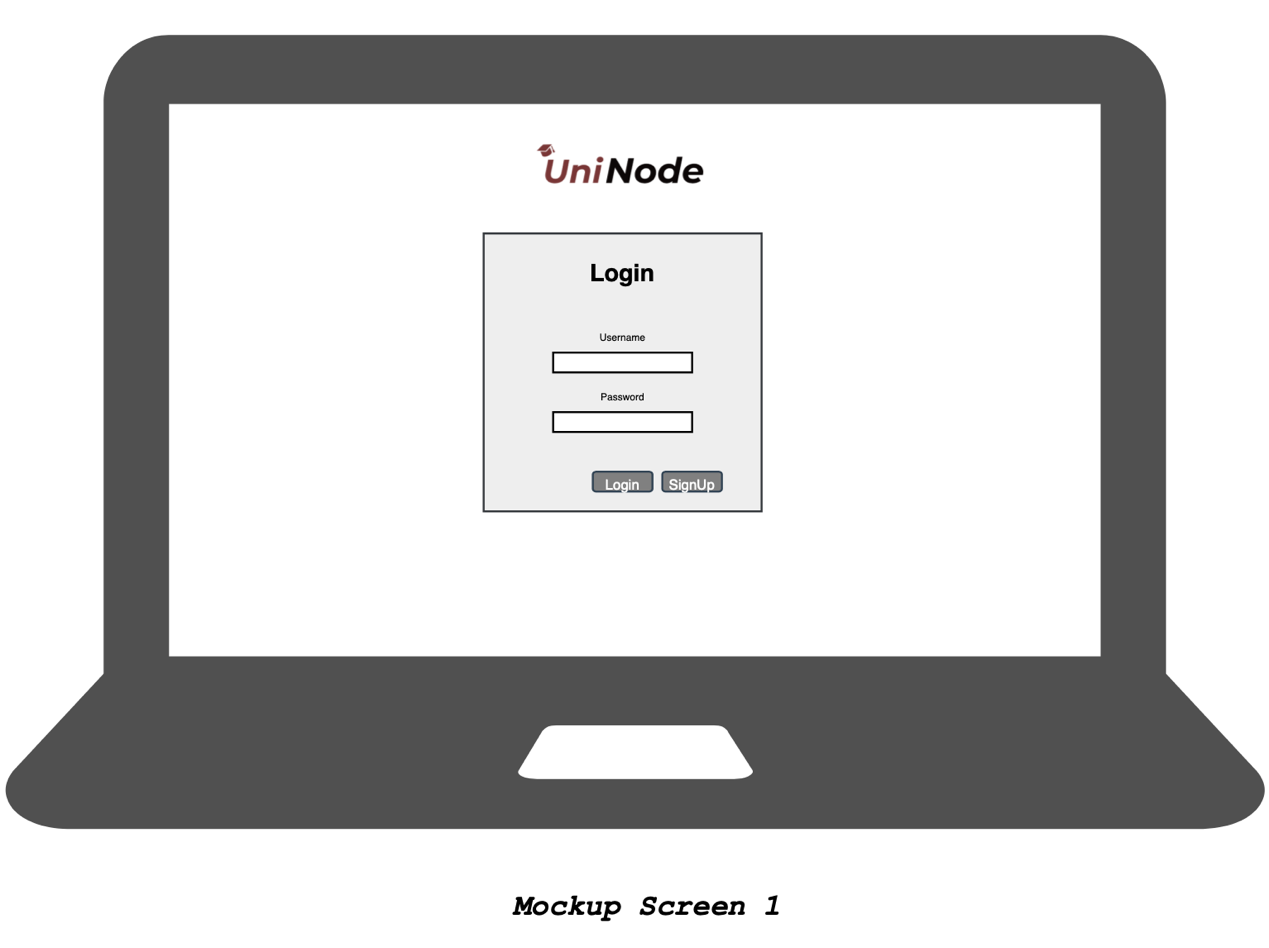 UniNode
Login
Username
Password
Login SignUp
Mockup Screen 1